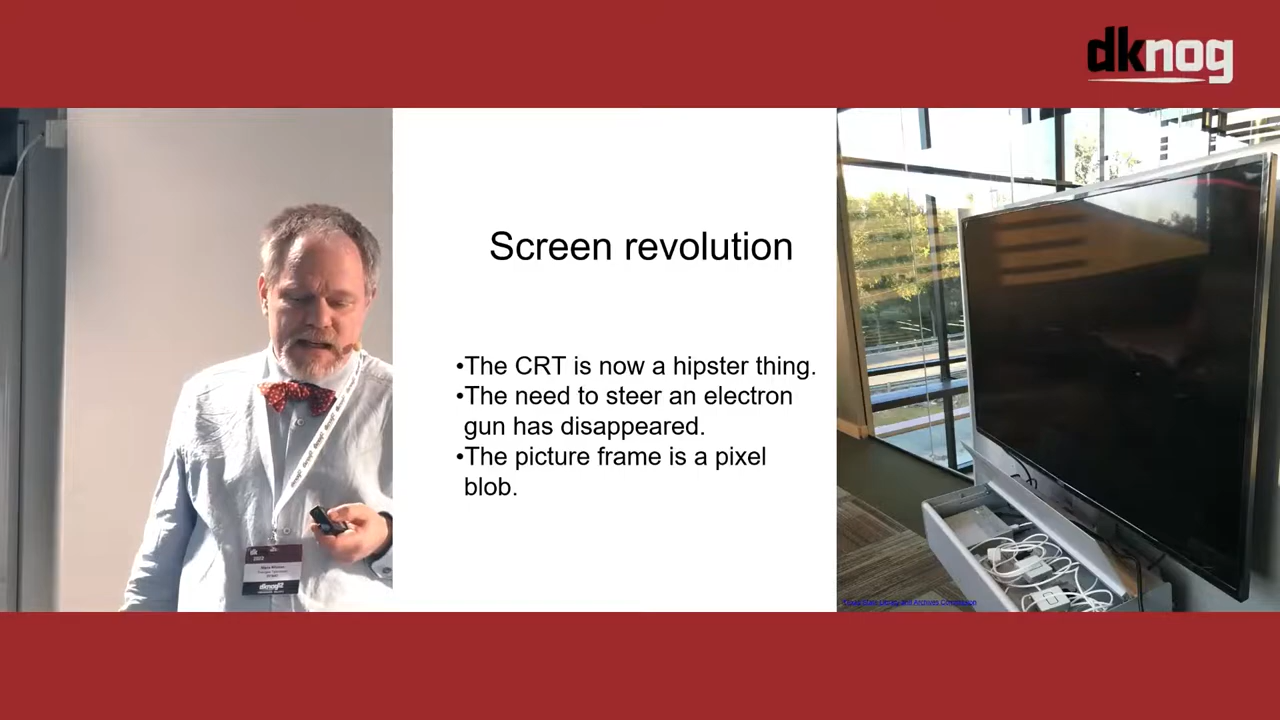 dknog
Screen revolution
•The CRT is now a hipster thing.
•The need to steer an electron
gun has disappeared.
•The picture frame is a pixel
blob.
dknog